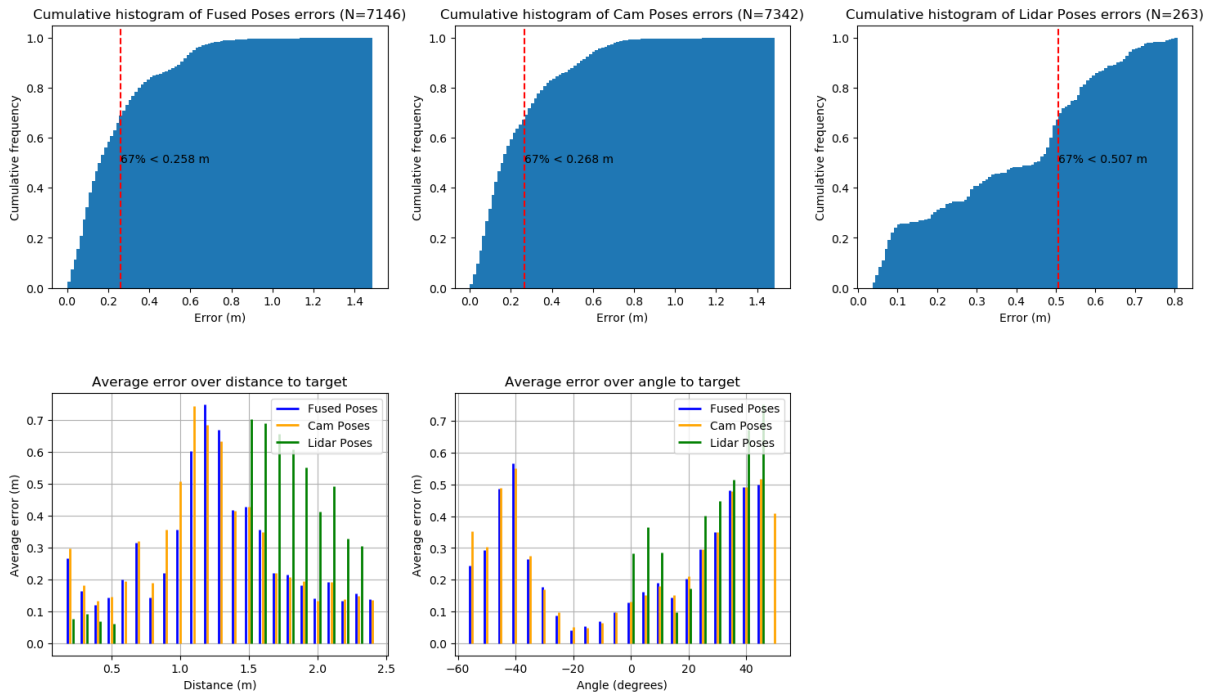 Cumulative histogram of Fused Poses errors (N=7146)
Cumulative frequency
1.0
0.8
0.6
0.4
0.2
0.0
67% < 0.258 m
0.0 0.2 0.4 0.6 0.8 1.0 1.2 1.4
Error (m)
Cumulative histogram of Cam Poses errors (N=7342)
Cumulative frequency
1.0
0.8
0.6
0.4
0.2
0.0
67% < 0.268 m
0.0 0.2 0.4 0.6 0.8 1.0 1.2 1.4
Error (m)
Cumulative histogram of Lidar Poses errors (N=263)
Cumulative frequency
1.0
0.8
0.6
0.4
0.2
0.0
67% < 0.507 m
0.0 0.1 0.2 0.3 0.4 0.5 0.6 0.7 0.8
Error (m)
Average error over distance to target
Average error (m)
0.7
0.6
0.5
0.4
0.3
0.2
0.1
0.0
Fused Poses
Cam Poses
Lidar Poses
0.5 1.0 1.5 2.0 2.5
Distance (m)
Average error over angle to target
Average error (m)
0.7
0.6
0.5
0.4
0.3
0.2
0.1
0.0
Fused Poses
Cam Poses
Lidar Poses
−60 −40 −20 0 20 40
Angle (degrees)